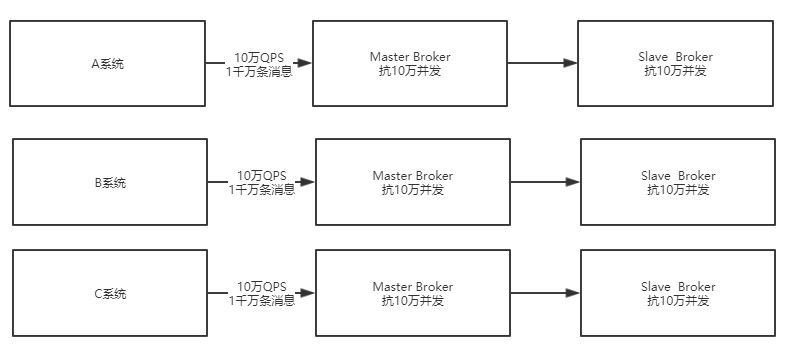 A系统
10万QPS
1千万条消息
Master Broker
抗10万并发
Slave  Broker
抗10万并发
B系统
10万QPS
1千万条消息
Master Broker
抗10万并发
Slave  Broker
抗10万并发
C系统
10万QPS
1千万条消息
Master Broker
抗10万并发
Slave  Broker
抗10万并发